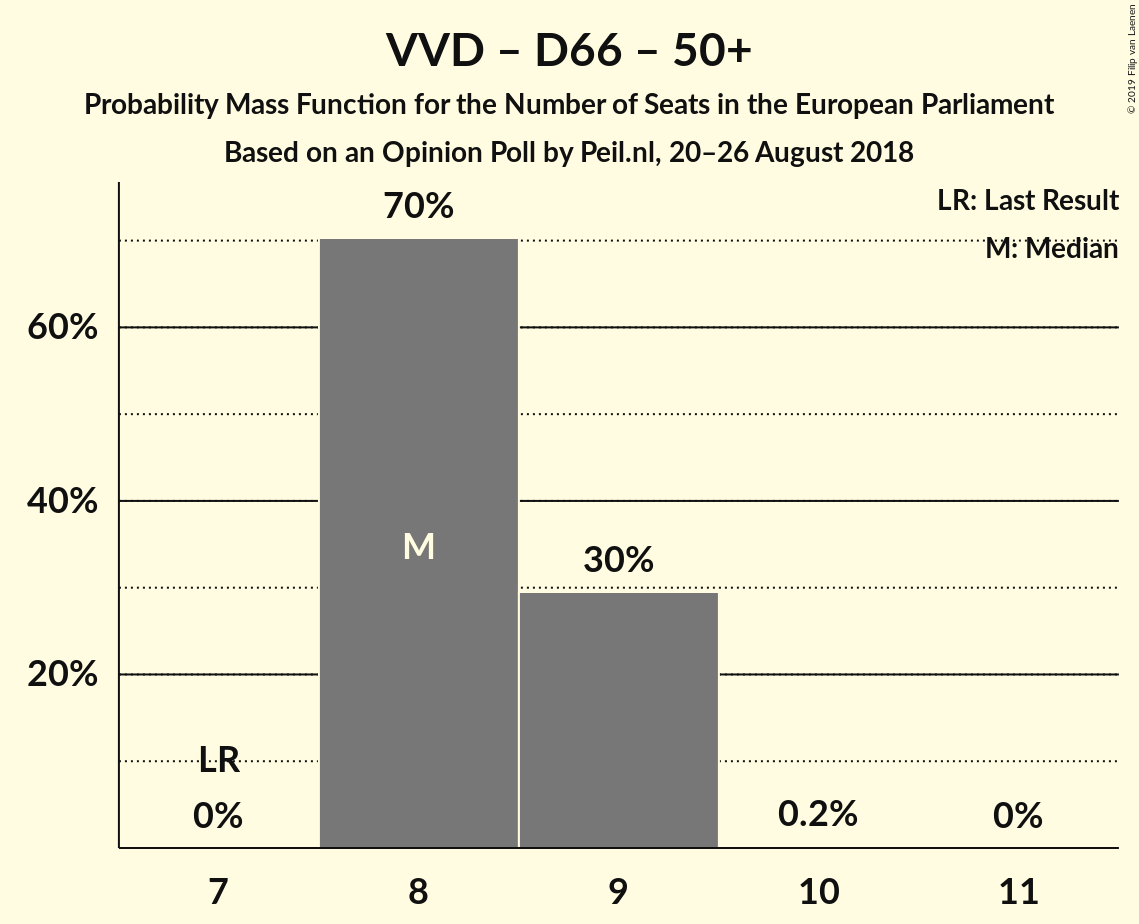 VVD – D66 – 50+
Probability Mass Function for the Number of Seats in the European Parliament
Based on an Opinion Poll by Peil.nl, 20–26 August 2018
© 2019 Filip van Laenen
LR: Last Result
M: Median
70%
60%
40%
20%
M
30%
LR
0%
0.2%
0%
7 8 9 10 11